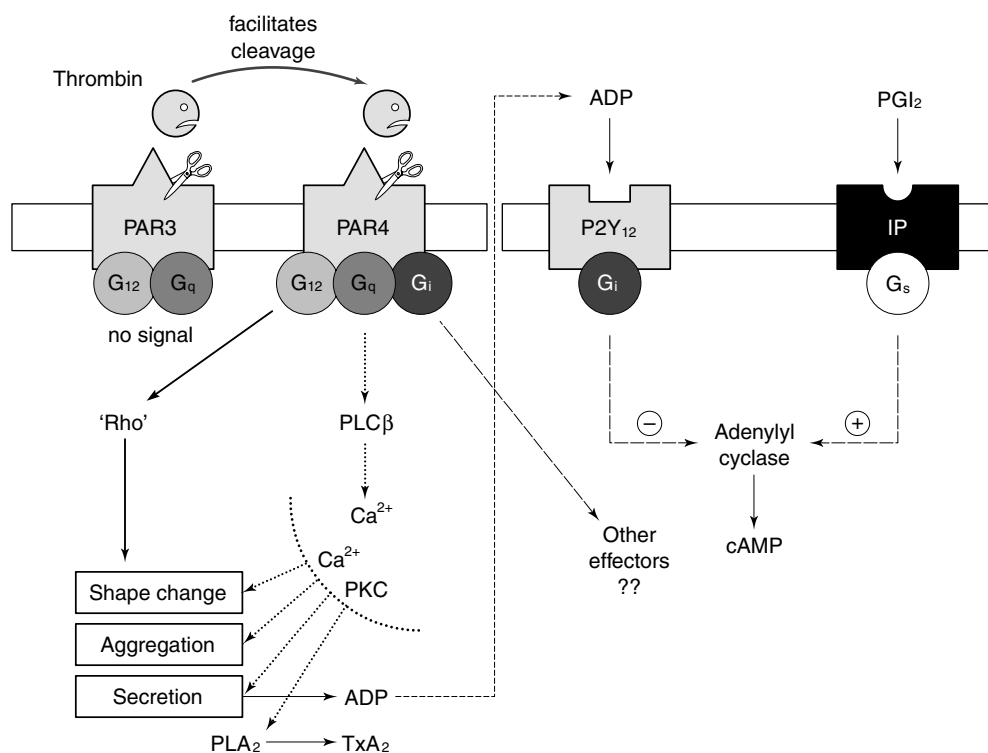 facilitates
cleavage
Thrombin
ADP
PGI₂
PAR3
PAR4
P2Y₁₂
IP
G₁₂
Gq
G₁₂
Gq
Gᵢ
Gᵢ
Gₛ
no signal
'Rho'
PLCβ
−
+
Adenylyl
cyclase
Ca²⁺
cAMP
Other
effectors
??
Ca²⁺
PKC
Shape change
Aggregation
Secretion
ADP
PLA₂
TxA₂